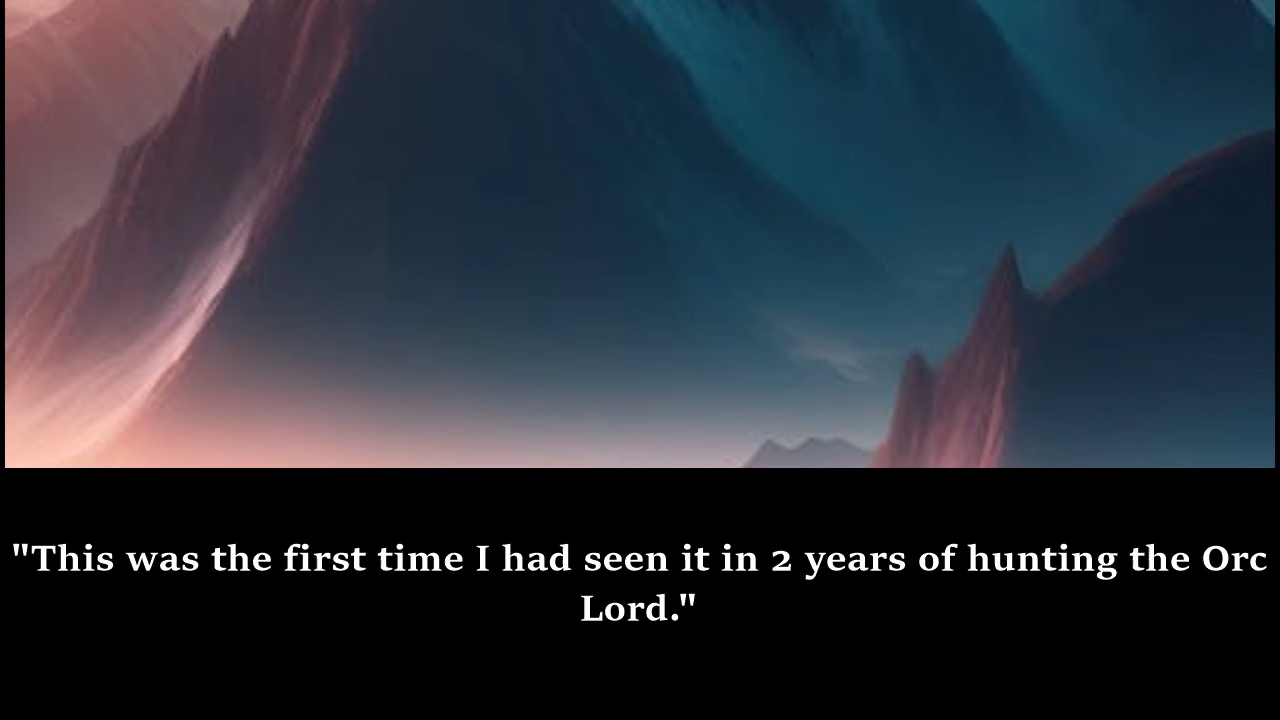 "This was the first time I had seen it in 2 years of hunting the Orc
Lord."